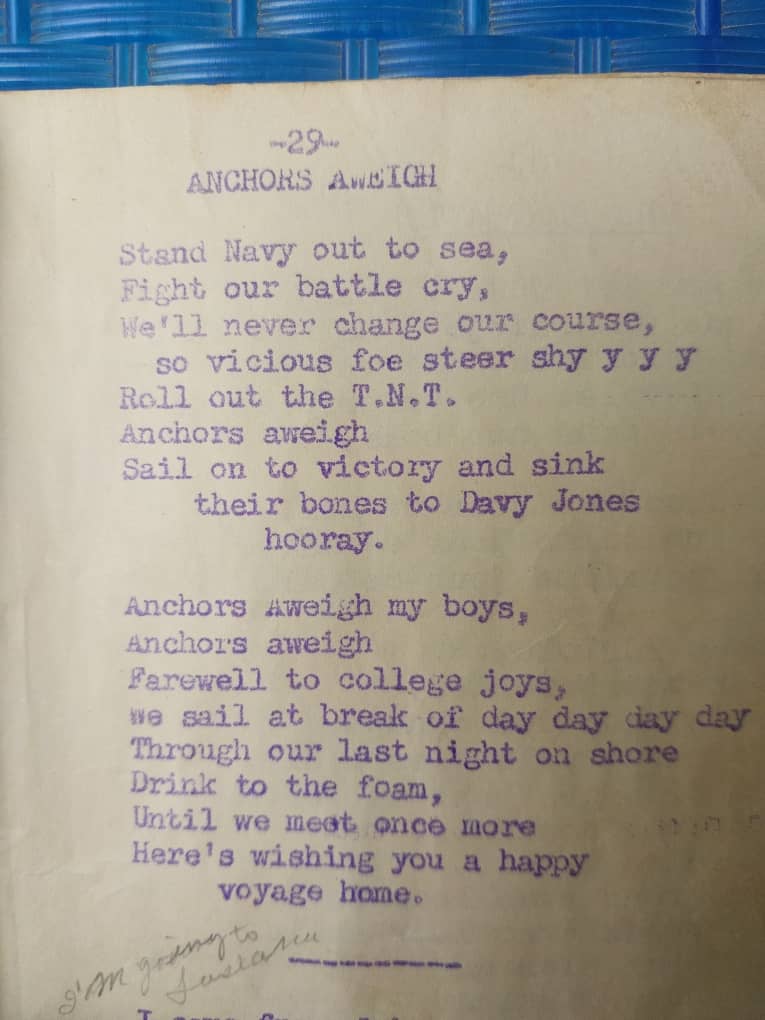 -29-
ANCHORS AWEIGH
Stand Navy out to sea,
Fight our battle cry,
We'll never change our course,
so vicious foe steer shy y y y
Roll out the T.N.T.
Anchors aweigh
Sail on to victory and sink
their bones to Davy Jones
hooray.
Anchors Aweigh my boys,
Anchors aweigh
Farewell to college joys,
We sail at break of day day day day
Through our last night on shore
Drink to the foam,
Until we meet once more
Here's wishing you a happy
voyage home.
I'M going to